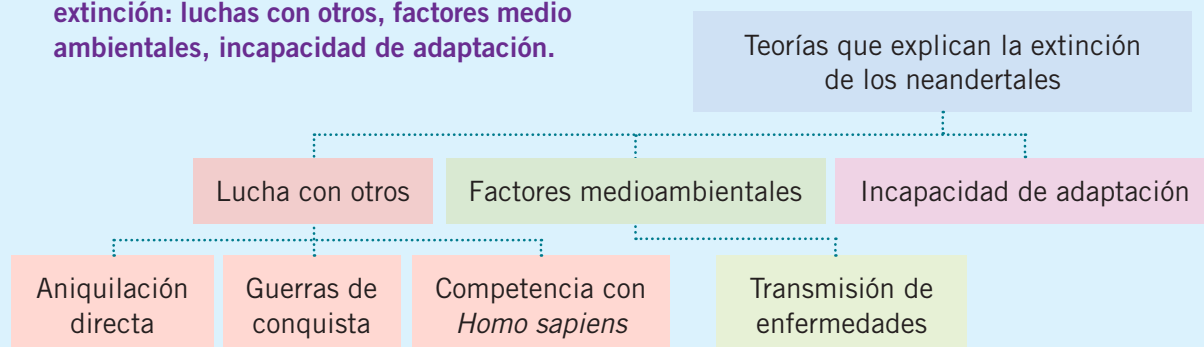 extinción: luchas con otros, factores medio
ambientales, incapacidad de adaptación.
Teorías que explican la extinción
de los neandertales
Lucha con otros
Factores medioambientales
Incapacidad de adaptación
Aniquilación
directa
Guerras de
conquista
Competencia con
Homo sapiens
Transmisión de
enfermedades